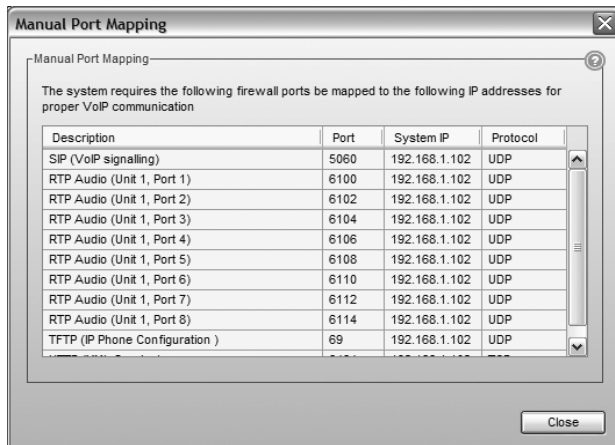 Manual Port Mapping
Manual Port Mapping
The system requires the following firewall ports be mapped to the following IP addresses for
proper VoIP communication
Description Port System IP Protocol
SIP (VoIP signalling) 5060 192.168.1.102 UDP
RTP Audio (Unit 1, Port 1) 6100 192.168.1.102 UDP
RTP Audio (Unit 1, Port 2) 6102 192.168.1.102 UDP
RTP Audio (Unit 1, Port 3) 6104 192.168.1.102 UDP
RTP Audio (Unit 1, Port 4) 6106 192.168.1.102 UDP
RTP Audio (Unit 1, Port 5) 6108 192.168.1.102 UDP
RTP Audio (Unit 1, Port 6) 6110 192.168.1.102 UDP
RTP Audio (Unit 1, Port 7) 6112 192.168.1.102 UDP
RTP Audio (Unit 1, Port 8) 6114 192.168.1.102 UDP
TFTP (IP Phone Configuration ) 69 192.168.1.102 UDP
Close